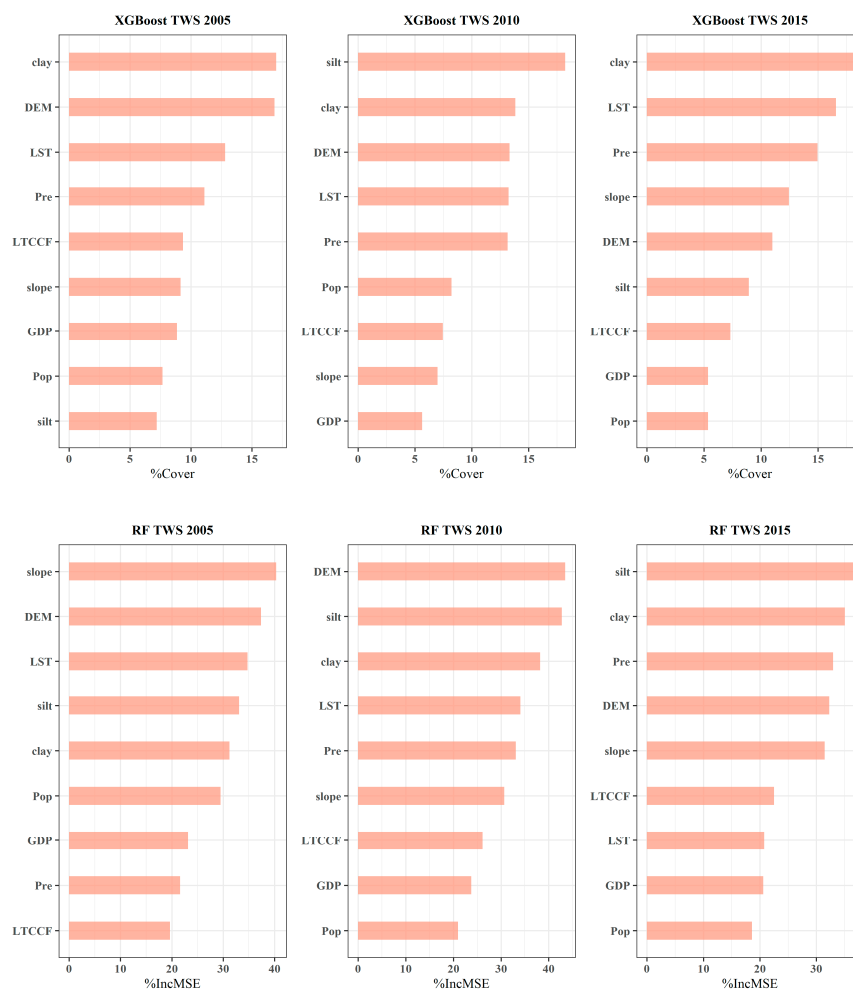 XGBoost TWS 2005
clay
DEM
LST
Pre
LTCCF
slope
GDP
Pop
silt
0 5 10 15
%Cover
XGBoost TWS 2010
silt
clay
DEM
LST
Pre
Pop
LTCCF
slope
GDP
0 5 10 15
%Cover
XGBoost TWS 2015
clay
LST
Pre
slope
DEM
silt
LTCCF
GDP
Pop
0 5 10 15
%Cover
RF TWS 2005
slope
DEM
LST
silt
clay
Pop
GDP
Pre
LTCCF
0 10 20 30 40
%IncMSE
RF TWS 2010
DEM
silt
clay
LST
Pre
slope
LTCCF
GDP
Pop
0 10 20 30 40
%IncMSE
RF TWS 2015
silt
clay
Pre
DEM
slope
LTCCF
LST
GDP
Pop
0 10 20 30
%IncMSE